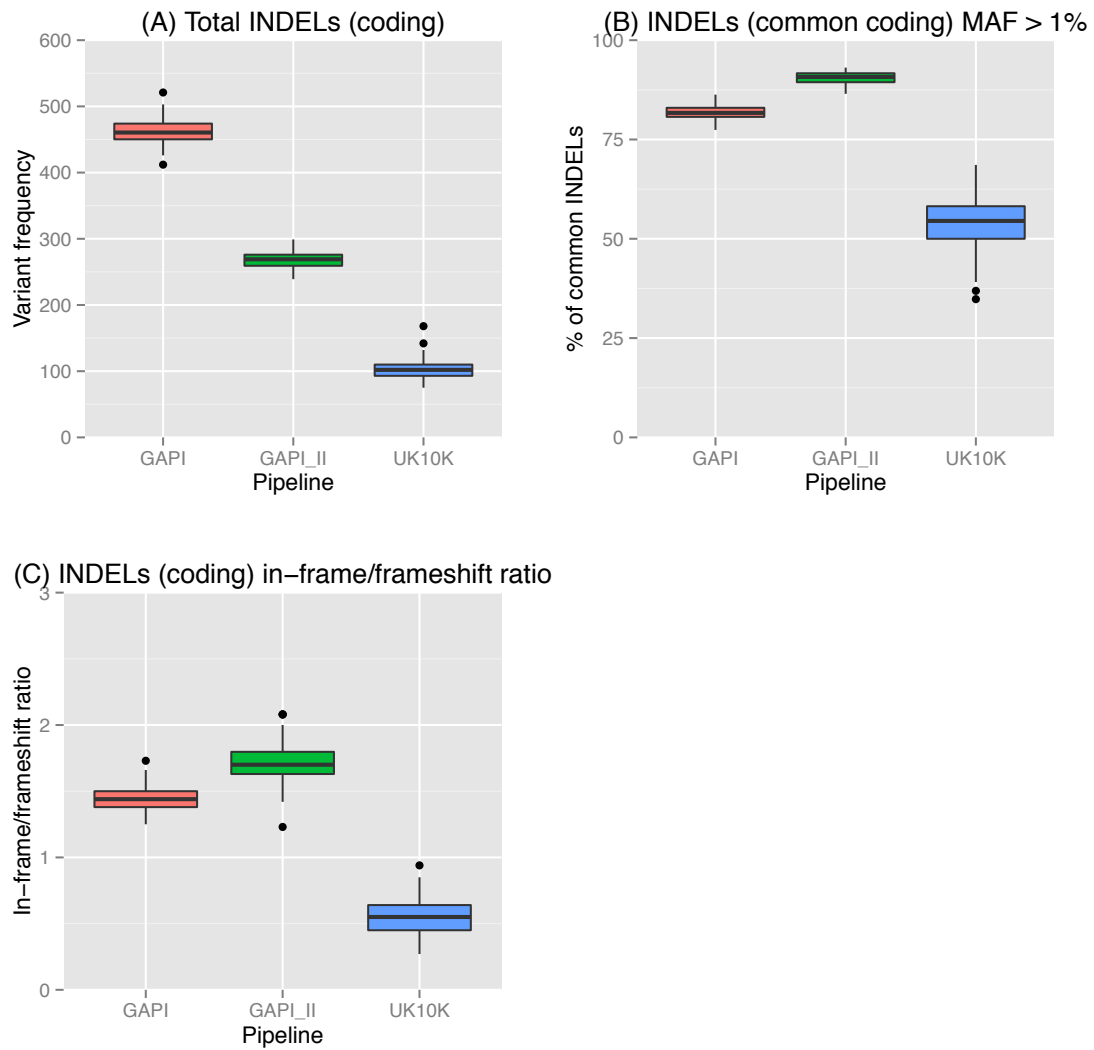 (A) Total INDELs (coding)
600
500
400
300
200
100
0
Variant frequency
GAPI GAPI_II UK10K
Pipeline
(B) INDELs (common coding) MAF > 1%
100
75
50
25
0
% of common INDELs
GAPI GAPI_II UK10K
Pipeline
(C) INDELs (coding) in−frame/frameshift ratio
3
2
1
0
In−frame/frameshift ratio
GAPI GAPI_II UK10K
Pipeline